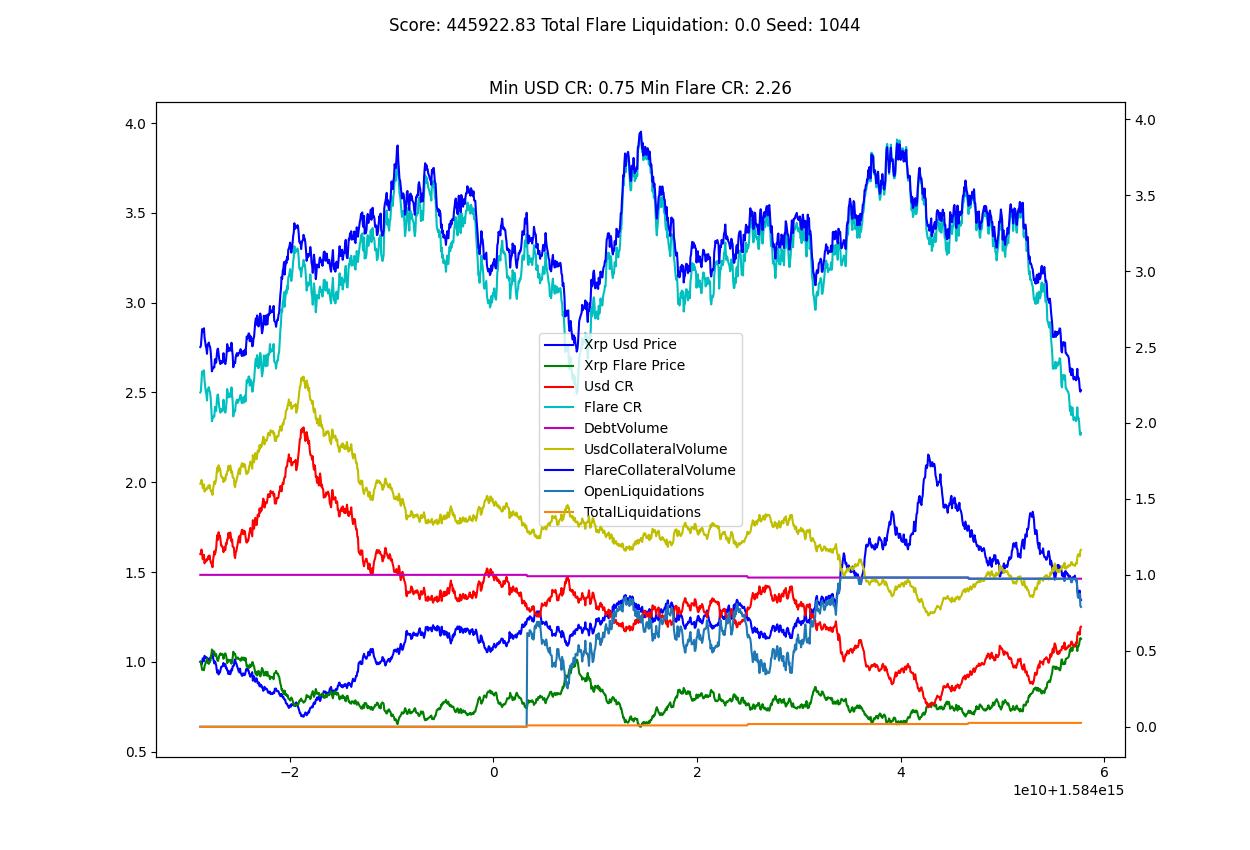 Score: 445922.83 Total Flare Liquidation: 0.0 Seed: 1044
Min USD CR: 0.75 Min Flare CR: 2.26
4.0
3.5
3.0
2.5
2.0
1.5
1.0
0.5
4.0
3.5
3.0
2.5
2.0
1.5
1.0
0.5
0.0
Xrp Usd Price
Xrp Flare Price
Usd CR
Flare CR
DebtVolume
UsdCollateralVolume
FlareCollateralVolume
OpenLiquidations
TotalLiquidations
−2 0 2 4 6
1e10+1.584e15